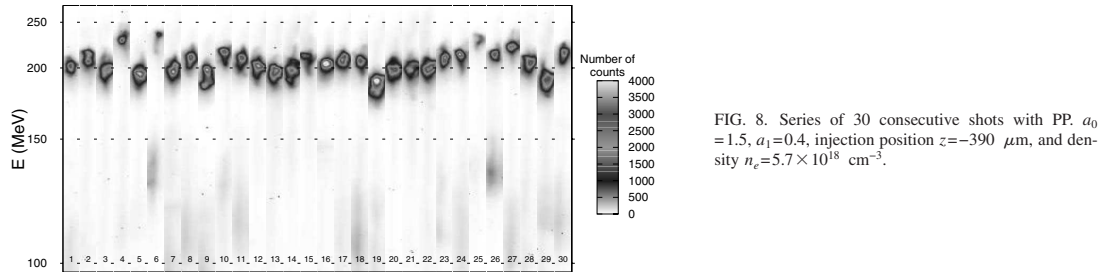 250
200
150
100
E (MeV)
1 2 3 4 5 6 7 8 9 10 11 12 13 14 15 16 17 18 19 20 21 22 23 24 25 26 27 28 29 30
Number of
counts
4000
3500
3000
2500
2000
1500
1000
500
0
FIG. 8. Series of 30 consecutive shots with PP. a0
=1.5, a1=0.4, injection position z=−390 μm, and den-
sity ne=5.7×10^18 cm^−3.